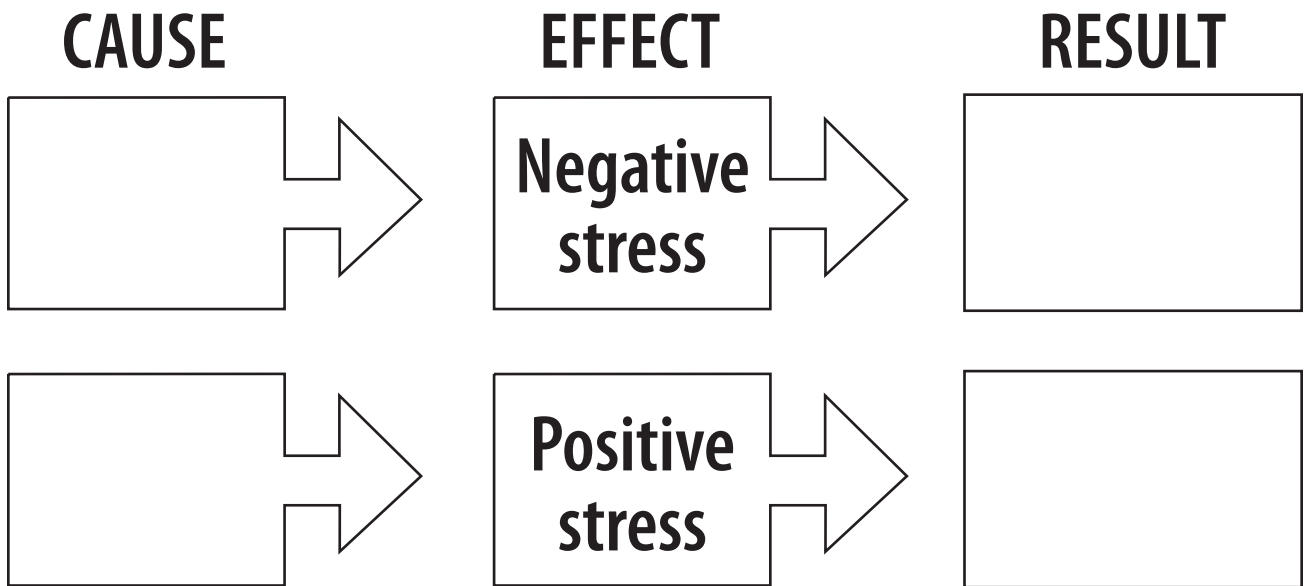 CAUSE EFFECT RESULT
Negative
stress
Positive
stress